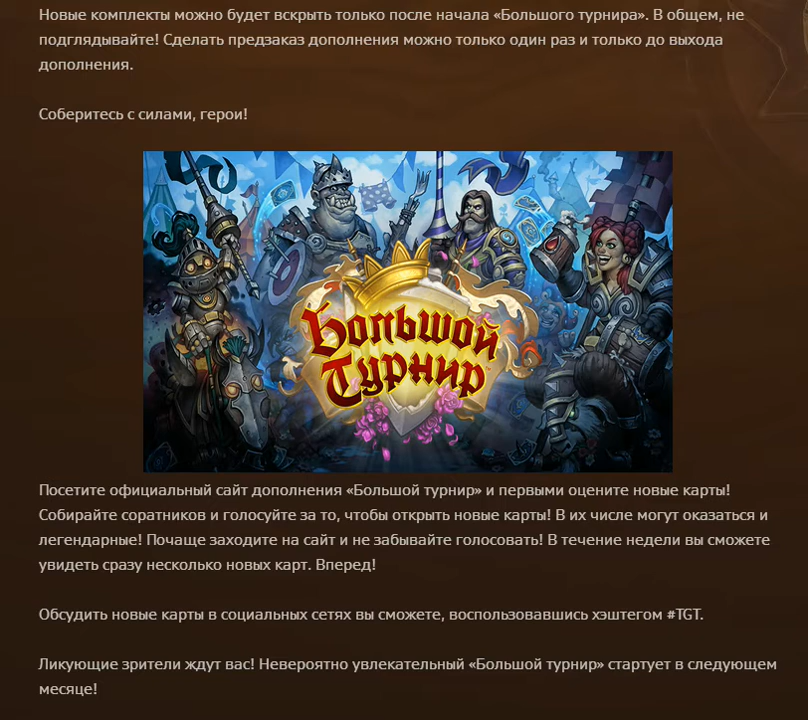 Новые комплекты можно будет вскрыть только после начала «Большого турнира». В общем, не
подглядывайте! Сделать предзаказ дополнения можно только один раз и только до выхода
дополнения.
Соберитесь с силами, герои!
Большой
Турнир
Посетите официальный сайт дополнения «Большой турнир» и первыми оцените новые карты!
Собирайте соратников и голосуйте за то, чтобы открыть новые карты! В их числе могут оказаться и
легендарные! Почаще заходите на сайт и не забывайте голосовать! В течение недели вы сможете
увидеть сразу несколько новых карт. Вперед!
Обсудить новые карты в социальных сетях вы сможете, воспользовавшись хэштегом #TGT.
Ликующие зрители ждут вас! Невероятно увлекательный «Большой турнир» стартует в следующем
месяце!